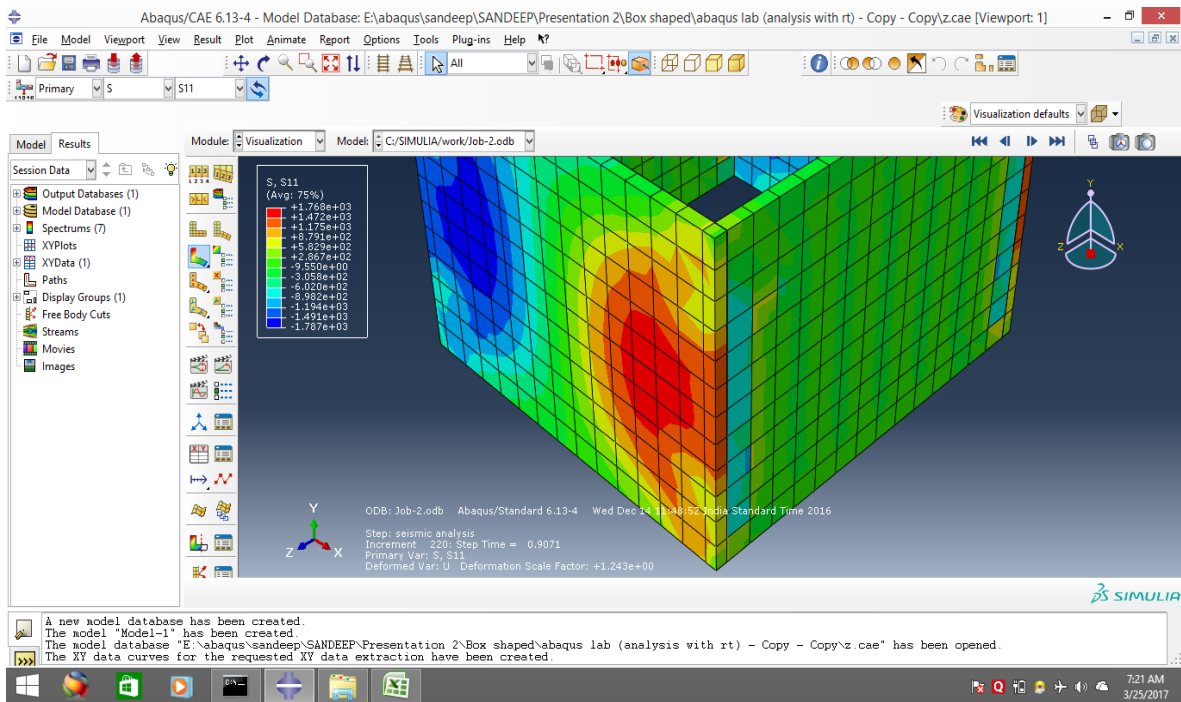 Abaqus/CAE 6.13-4 - Model Database: E:\abaqus\sandeep\SANDEEP\Presentation 2\Box shaped\abaqus lab (analysis with rt) - Copy - Copy\z.cae [Viewport: 1]
File Model Viewport View Result Plot Animate Report Options Tools Plug-ins Help
All
Primary S S11
Visualization defaults
Model Results
Module: Visualization Model: C:/SIMULIA/work/Job-2.odb
Session Data
Output Databases (1)
Model Database (1)
Spectrums (7)
XYPlots
XYData (1)
Paths
Display Groups (1)
Free Body Cuts
Streams
Movies
Images
S, S11
(Avg: 75%)
+1.768e+03
+1.472e+03
+1.175e+03
+8.791e+02
+5.829e+02
+2.867e+02
-9.550e+00
-3.058e+02
-6.020e+02
-8.982e+02
-1.194e+03
-1.491e+03
-1.787e+03
Y
Z X
Y
Z X
ODB: Job-2.odb Abaqus/Standard 6.13-4 Wed Dec 14 11:48:52 India Standard Time 2016
Step: seismic analysis
Increment 220: Step Time = 0.9071
Primary Var: S, S11
Deformed Var: U Deformation Scale Factor: +1.243e+00
SIMULIA
A new model database has been created.
The model "Model-1" has been created.
The model database "E:\abaqus\sandeep\SANDEEP\Presentation 2\Box shaped\abaqus lab (analysis with rt) - Copy - Copy\z.cae" has been opened.
The XY data curves for the requested XY data extraction have been created.
7:21 AM
3/25/2017